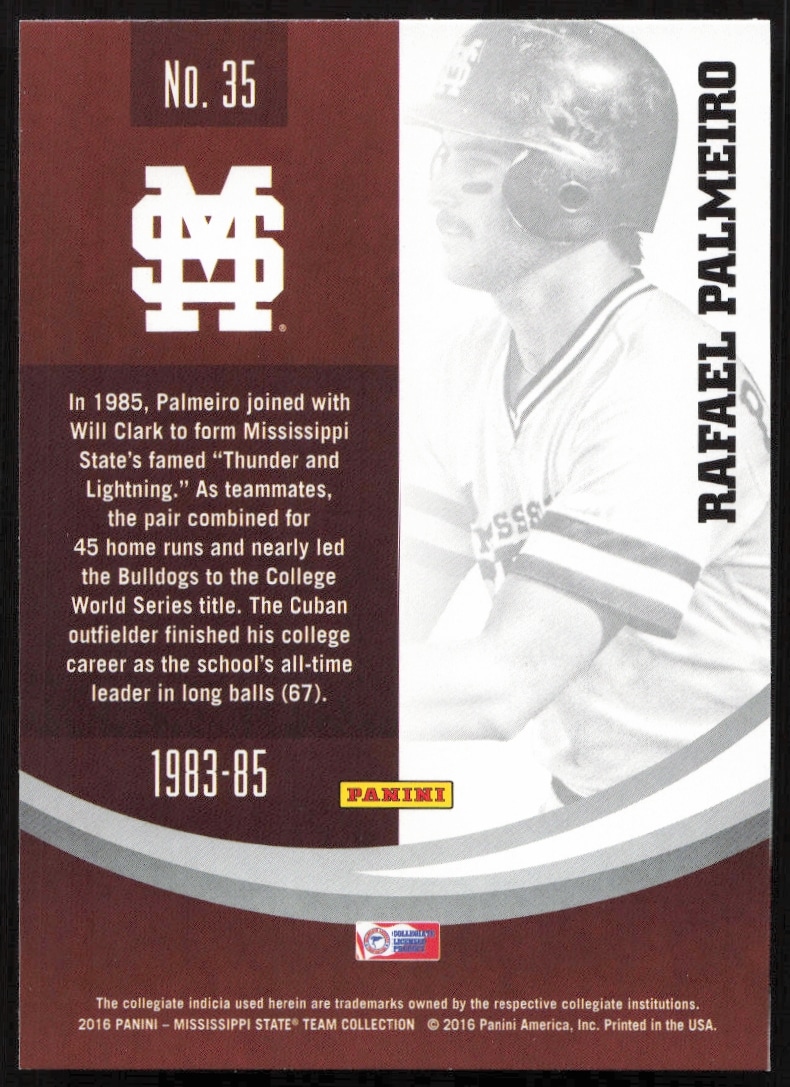 No. 35
MS
®
RAFAEL PALMEIRO
In 1985, Palmeiro joined with
Will Clark to form Mississippi
State's famed “Thunder and
Lightning.” As teammates,
the pair combined for
45 home runs and nearly led
the Bulldogs to the College
World Series title. The Cuban
outfielder finished his college
career as the school's all-time
leader in long balls (67).
1983-85
PANINI
COLLEGIATE
LICENSED
PRODUCT
The collegiate indicia used herein are trademarks owned by the respective collegiate institutions.
2016 PANINI – MISSISSIPPI STATE® TEAM COLLECTION © 2016 Panini America, Inc. Printed in the USA.